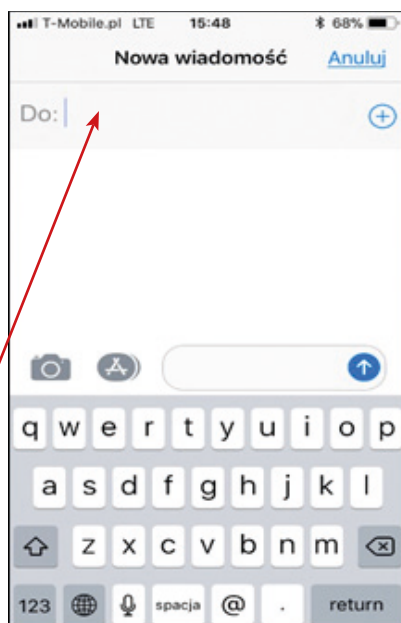 T-Mobile.pl LTE 15:48 68%
Nowa wiadomość Anuluj
Do:
q w e r t y u i o p
a s d f g h j k l
z x c v b n m
123 spacja @ . return